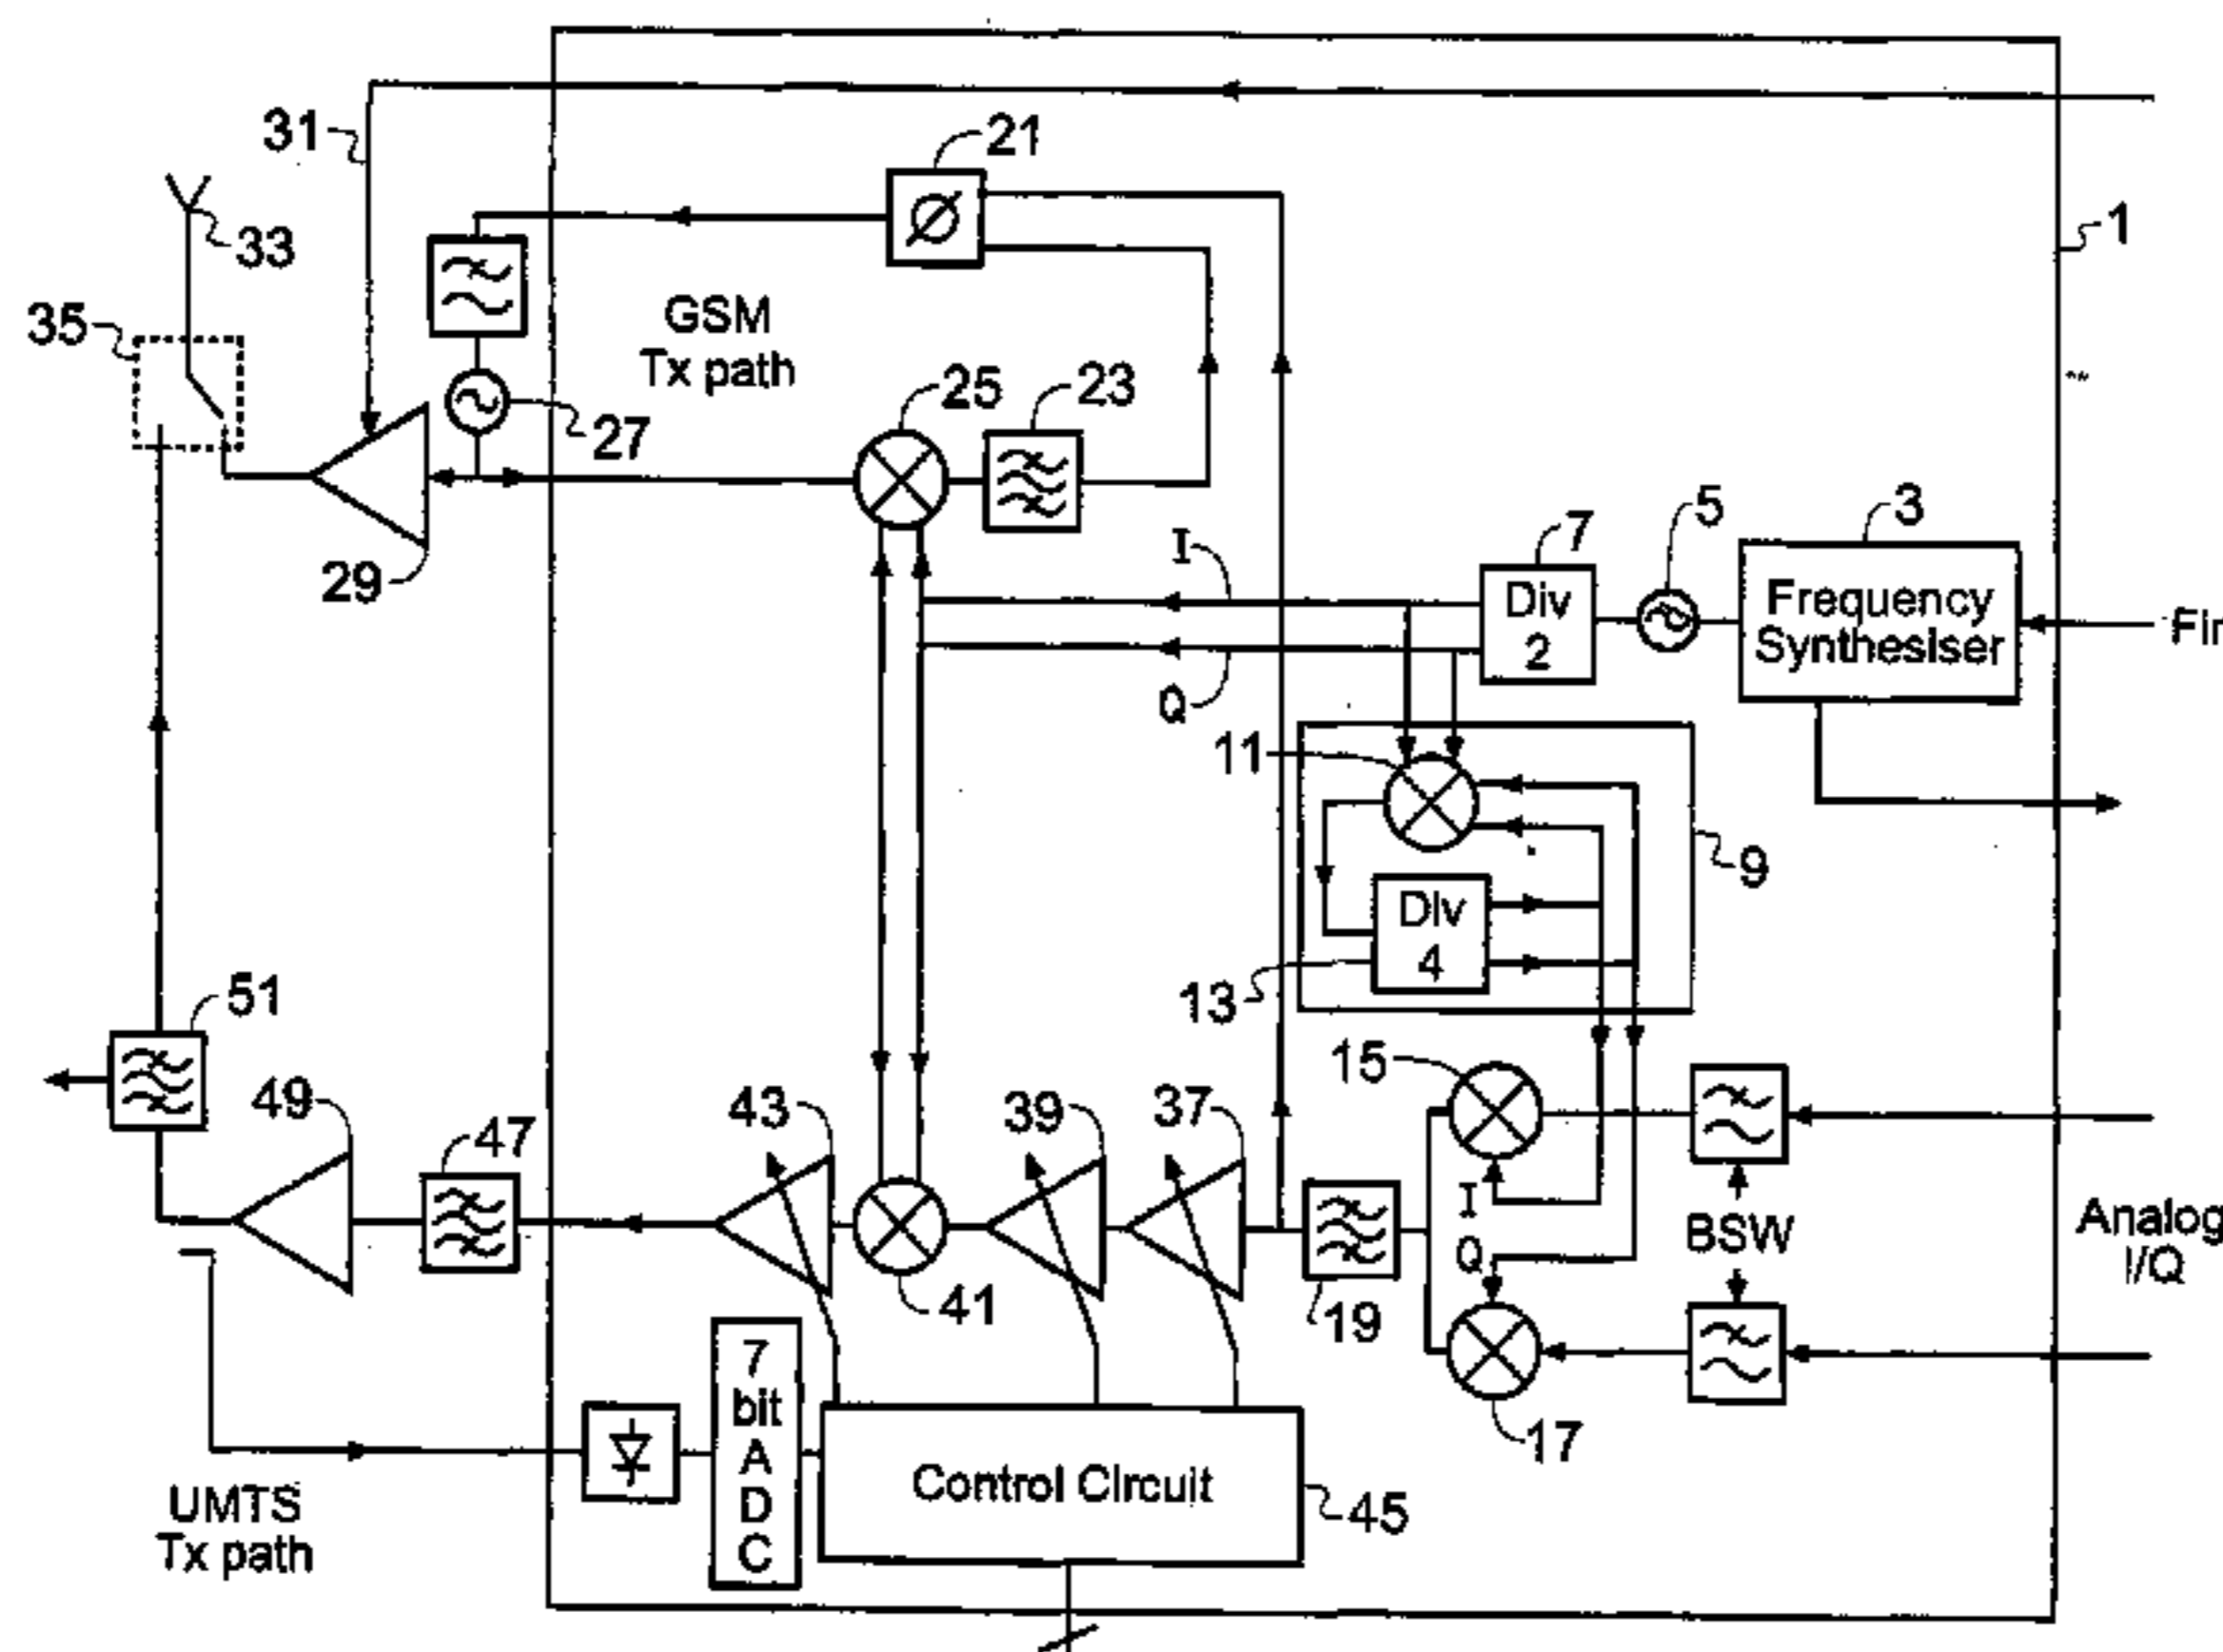 31
21
1
33
35
GSM
Tx path
25
23
27
29
I
7
5
3
Div
2
Frequency
Synthesiser
Fin
Q
11
9
Div
4
13
51
15
49
43
39
37
47
I
Q
BSW
Analog
I/Q
41
19
17
7
bit
A
D
C
Control Circuit
45
UMTS
Tx path